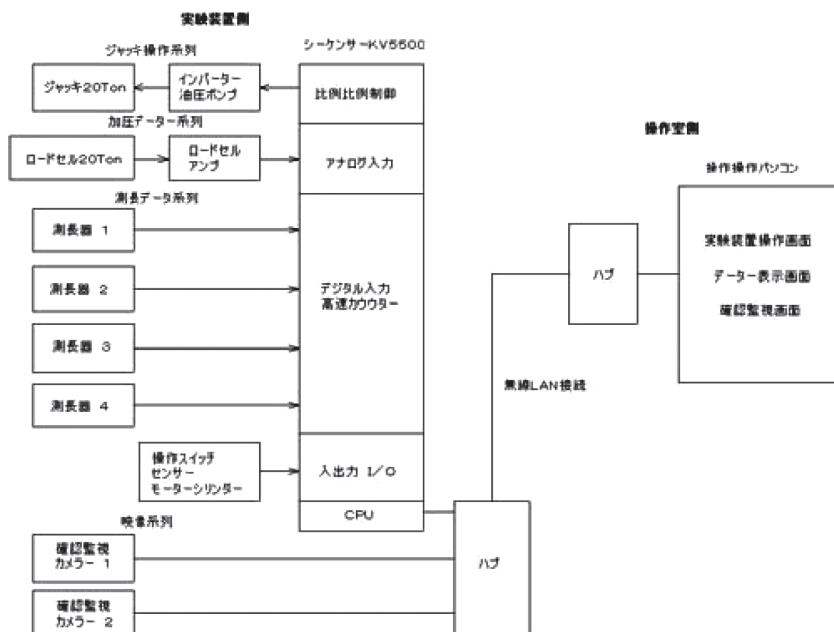 実験装置側
ジャッキ操作系列
シーケンサーKV5500
ジャッキ20Ton
インバーター
油圧ポンプ
比例比例制御
加圧データー系列
ロードセル20Ton
ロードセル
アンプ
アナログ入力
測長データ系列
測長器 1
測長器 2
測長器 3
測長器 4
デジタル入力
高速カウウター
操作スイッチ
センサー
モーターシリンダー
入出力 I/O
CPU
映像系列
確認監視
カメラー 1
確認監視
カメラー 2
ハブ
無線LAN接続
操作室側
操作操作パソコン
ハブ
実験装置操作画面
データー表示画面
確認監視画面